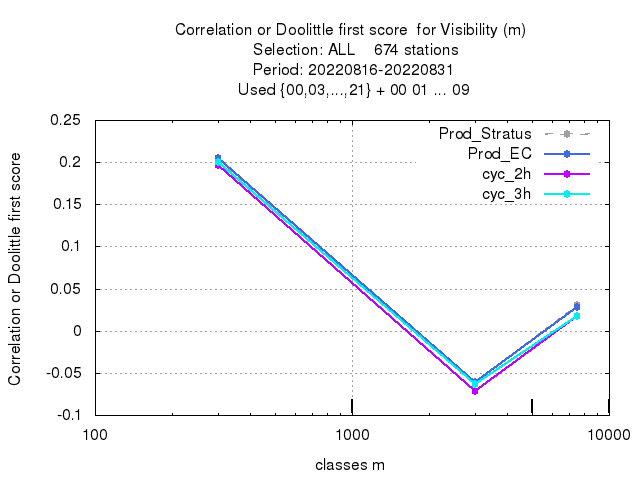 Correlation or Doolittle first score  for Visibility (m)
Selection: ALL    674 stations
Period: 20220816-20220831
Used {00,03,...,21} + 00 01 ... 09
Correlation or Doolittle first score
0.25
0.2
0.15
0.1
0.05
0
-0.05
-0.1
Prod_Stratus
Prod_EC
cyc_2h
cyc_3h
100
1000
10000
classes m